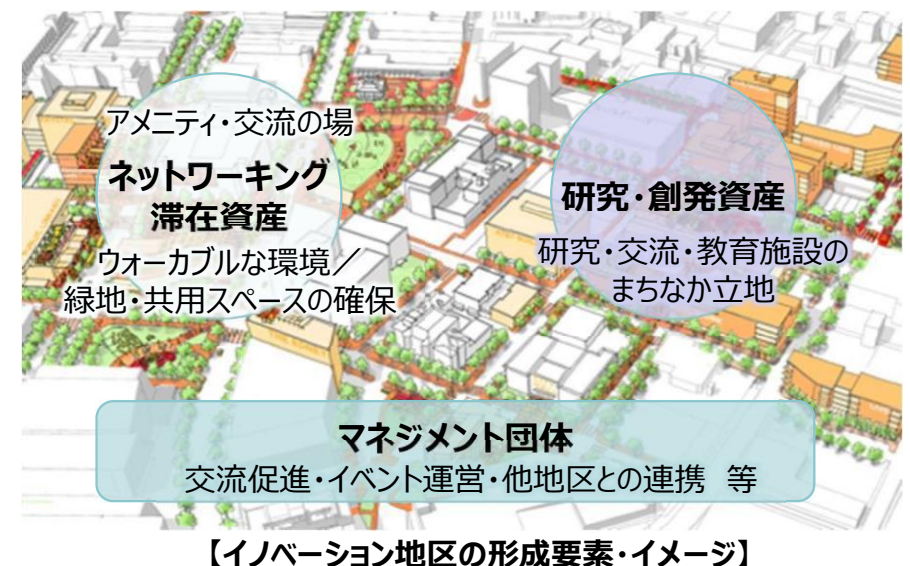 アメニティ・交流の場
ネットワーキング
滞在資産
ウォーカブルな環境／
緑地・共用スペースの確保
研究・創発資産
研究・交流・教育施設の
まちなか立地
マネジメント団体
交流促進・イベント運営・他地区との連携　等
【イノベーション地区の形成要素・イメージ】